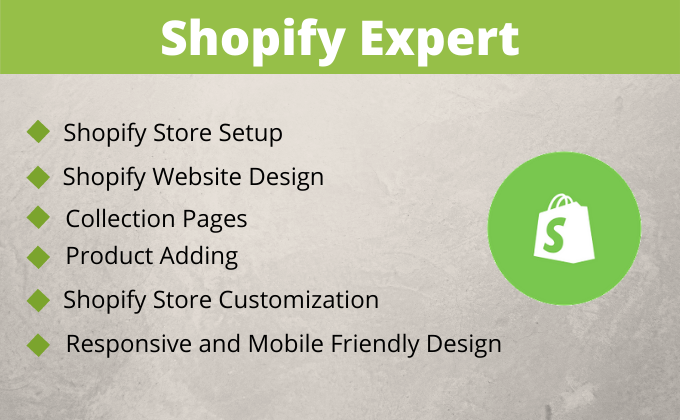 Shopify Expert
Shopify Store Setup
Shopify Website Design
Collection Pages
Product Adding
Shopify Store Customization
Responsive and Mobile Friendly Design
S